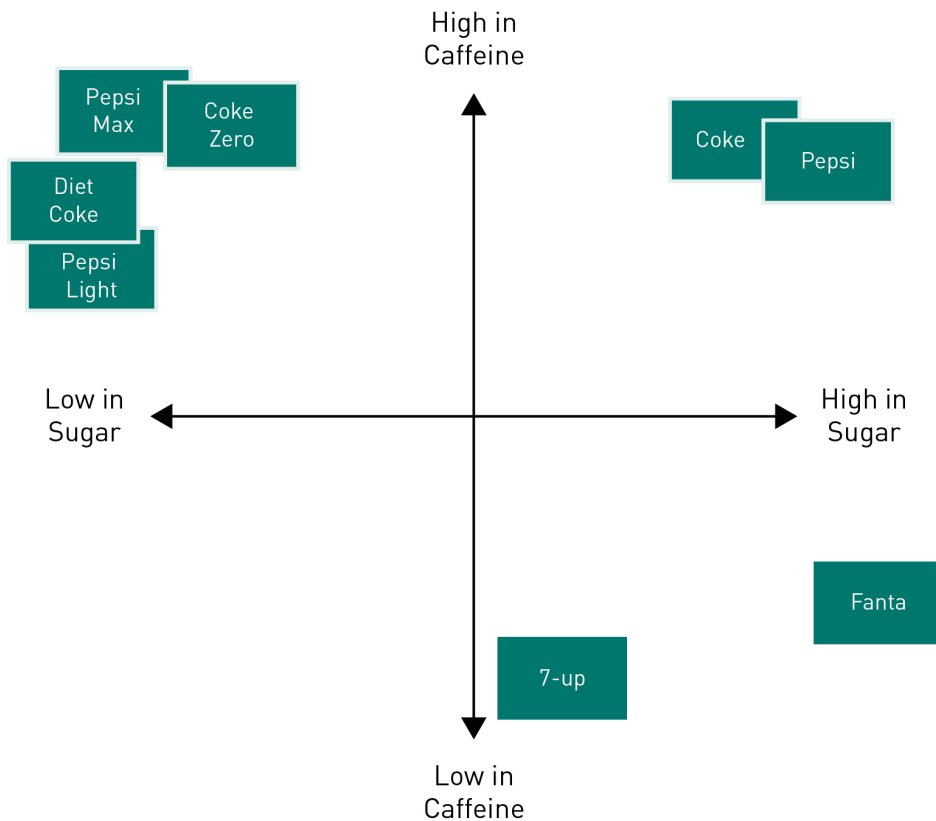 High in
Caffeine
Pepsi
Max
Coke
Zero
Coke
Pepsi
Diet
Coke
Pepsi
Light
Low in
Sugar
High in
Sugar
Fanta
7-up
Low in
Caffeine